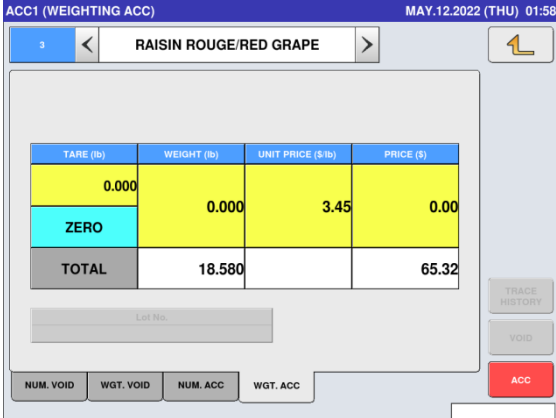 ACC1 (WEIGHTING ACC) MAY.12.2022 (THU) 01:58
3 RAISIN ROUGE/RED GRAPE
TARE (lb) WEIGHT (lb) UNIT PRICE ($/lb) PRICE ($)
0.000 0.000 3.45 0.00
ZERO
TOTAL 18.580 65.32
Lot No.
TRACE
HISTORY
VOID
ACC
NUM. VOID WGT. VOID NUM. ACC WGT. ACC